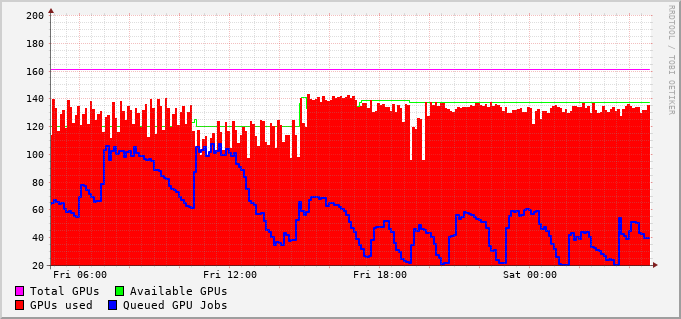 200
180
160
140
120
100
80
60
40
20
Fri 06:00 Fri 12:00 Fri 18:00 Sat 00:00
Total GPUs Available GPUs
GPUs used Queued GPU Jobs
RRDTOOL / TOBI OETIKER